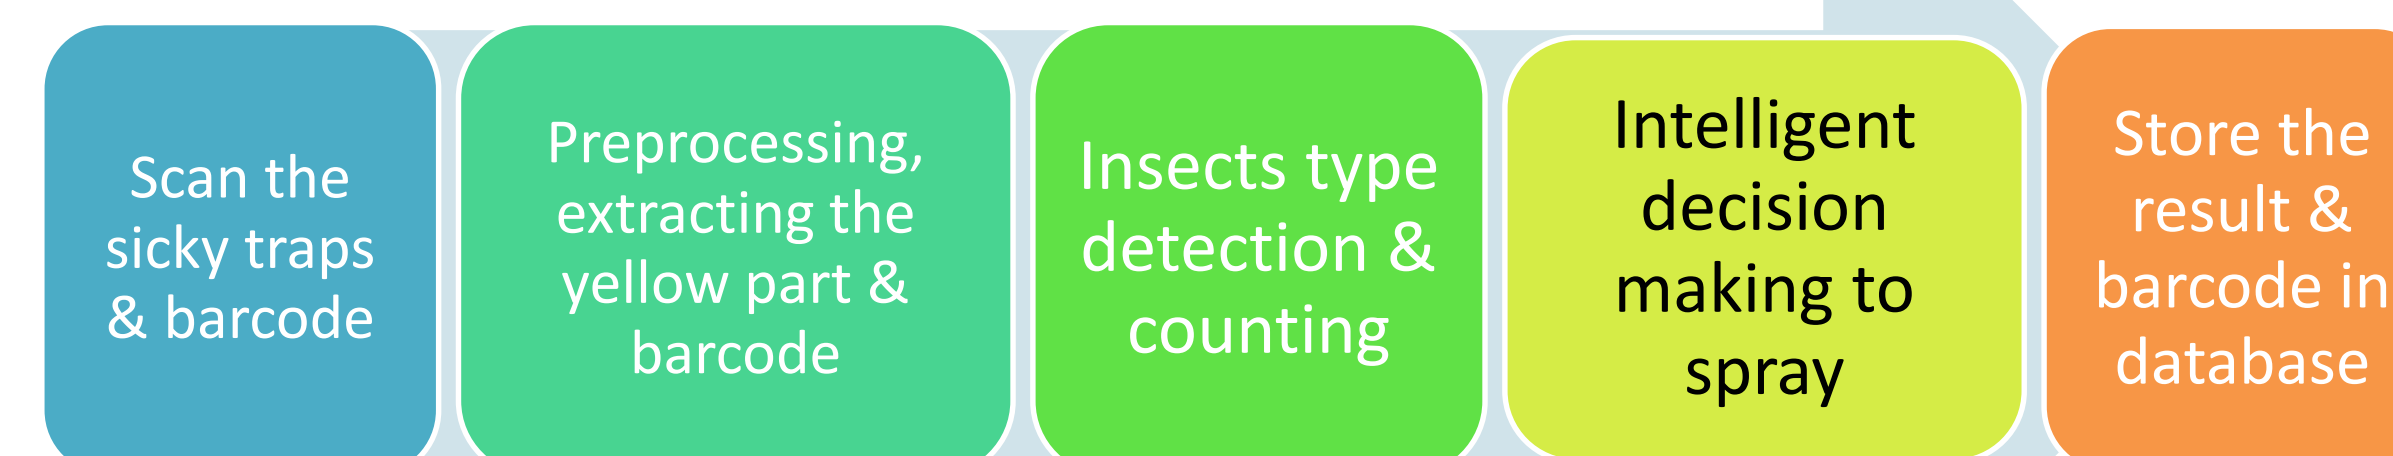 Scan the
sicky traps
& barcode
Preprocessing,
extracting the
yellow part &
barcode
Insects type
detection &
counting
Intelligent
decision
making to
spray
Store the
result &
barcode in
database